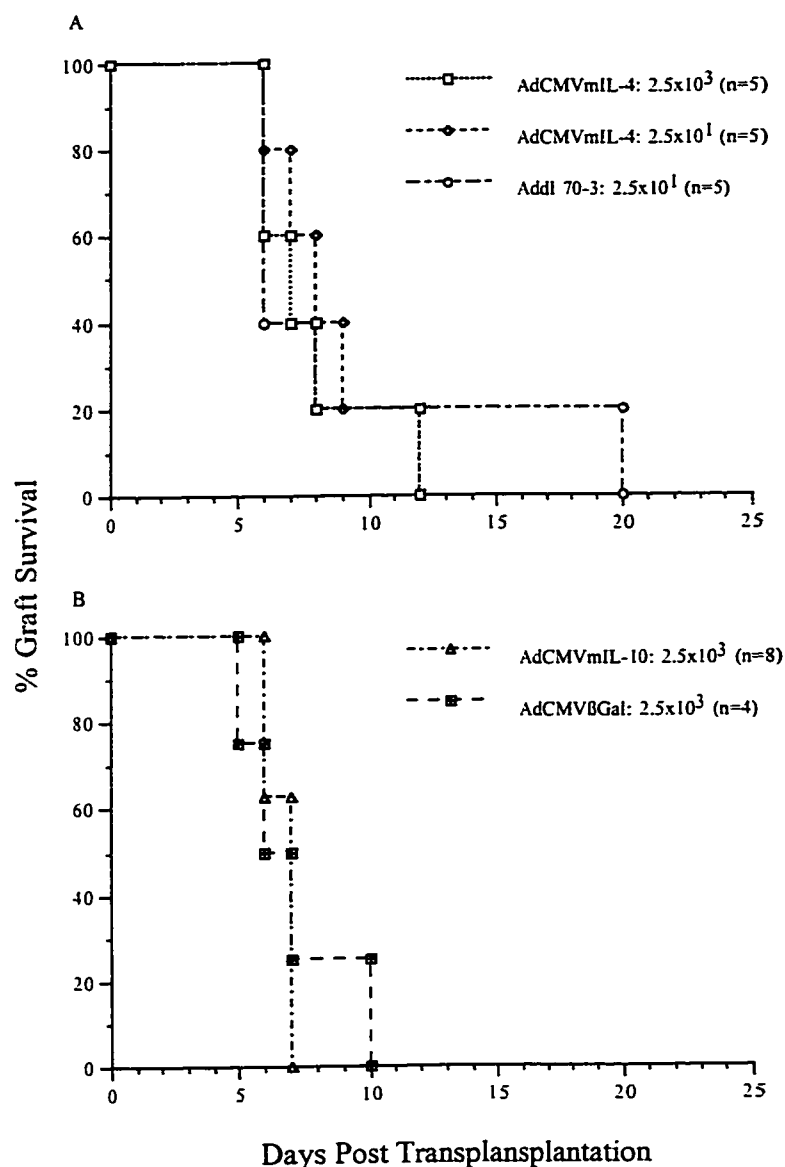 A
100
80
60
40
20
0
0 5 10 15 20 25
AdCMVmIL-4: 2.5x10³ (n=5)
AdCMVmIL-4: 2.5x10¹ (n=5)
Addl 70-3: 2.5x10¹ (n=5)
% Graft Survival
B
100
80
60
40
20
0
0 5 10 15 20 25
AdCMVmIL-10: 2.5x10³ (n=8)
AdCMVßGal: 2.5x10³ (n=4)
Days Post Transplansplantation